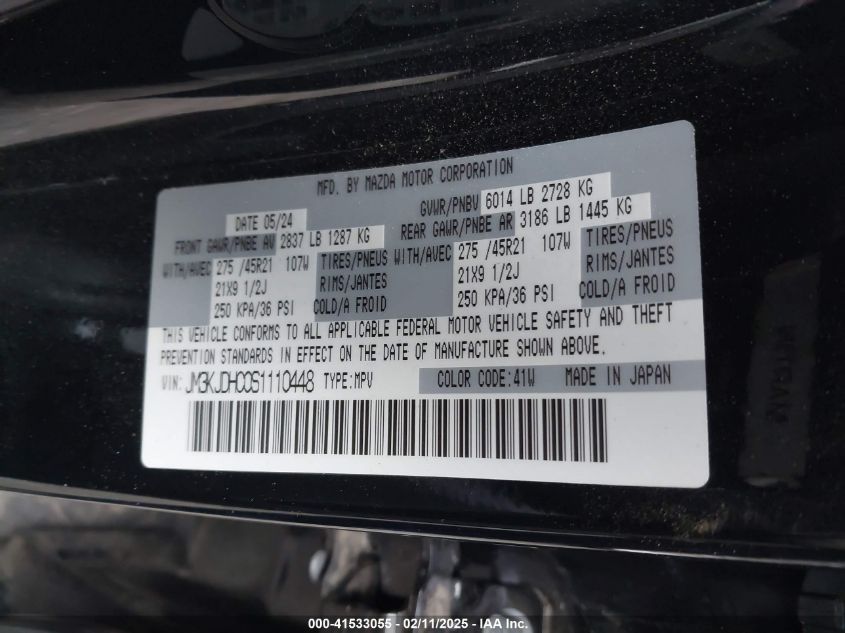 MFD. BY MAZDA MOTOR CORPORATION
DATE 05/24 GVWR/PNBV 6014 LB 2728 KG
FRONT GAWR/PNBE AV 2837 LB 1287 KG REAR GAWR/PNBE AR 3186 LB 1445 KG
WITH/AVEC 275 /45R21 107W TIRES/PNEUS WITH/AVEC 275 /45R21 107W TIRES/PNEUS
21X9 1/2J RIMS/JANTES 21X9 1/2J RIMS/JANTES
250 KPA/36 PSI COLD/A FROID 250 KPA/36 PSI COLD/A FROID
THIS VEHICLE CONFORMS TO ALL APPLICABLE FEDERAL MOTOR VEHICLE SAFETY AND THEFT
PREVENTION STANDARDS IN EFFECT ON THE DATE OF MANUFACTURE SHOWN ABOVE.
VIN: JM3KJDHC0S1110448 TYPE:MPV COLOR CODE:41W MADE IN JAPAN
000-41533055 - 02/11/2025 - IAA Inc.